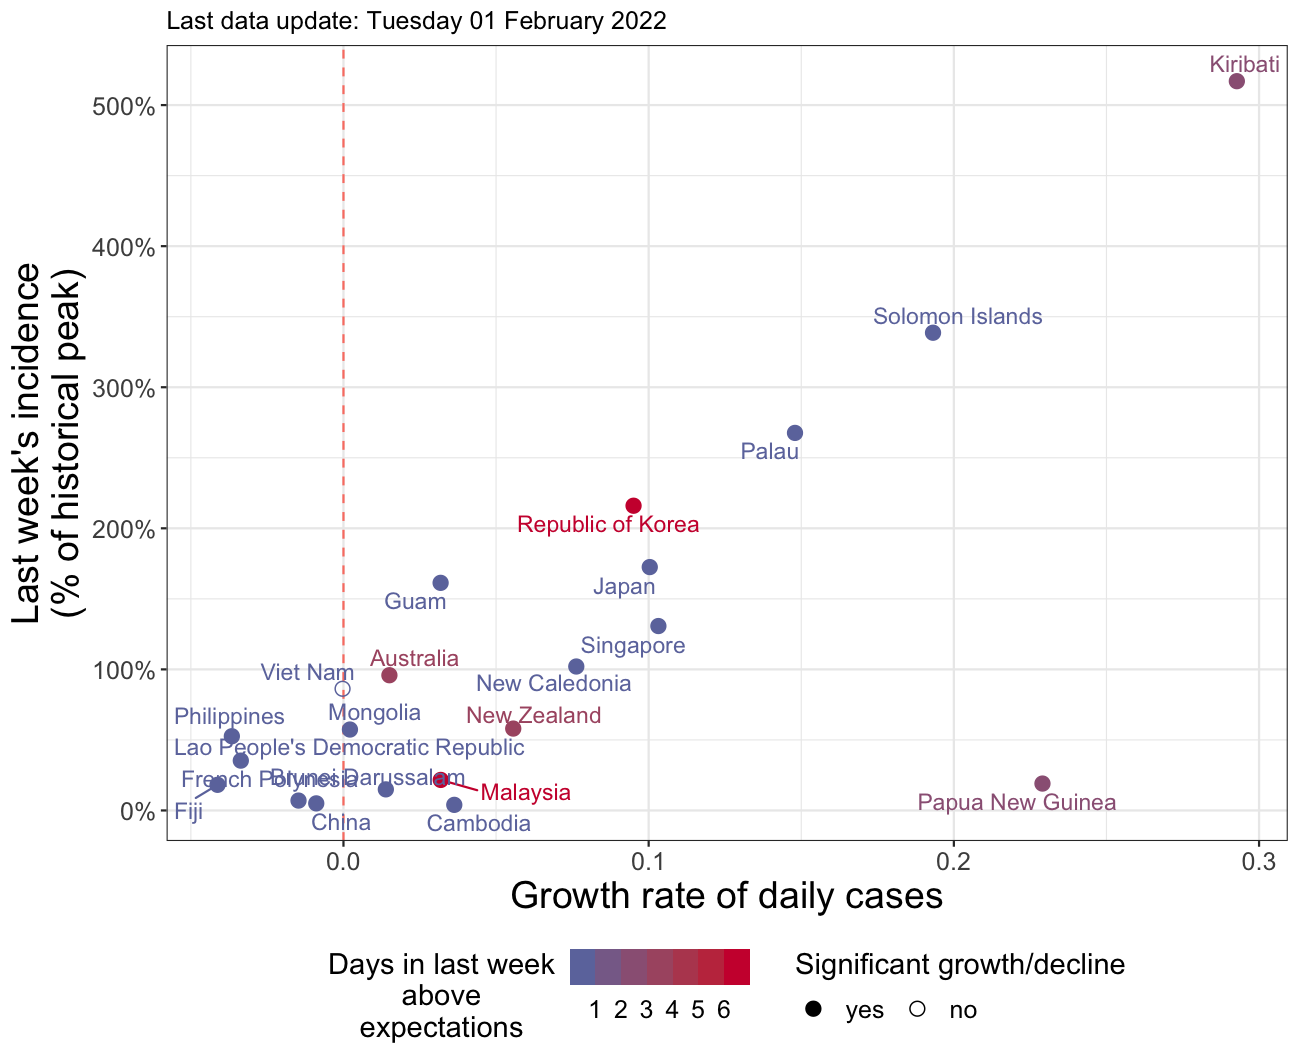 Last data update: Tuesday 01 February 2022
Last week's incidence
(% of historical peak)
500%
400%
300%
200%
100%
0%
Kiribati
Solomon Islands
Palau
Republic of Korea
Japan
Guam
Singapore
Australia
Viet Nam
New Caledonia
Mongolia
New Zealand
Philippines
Lao People's Democratic Republic
French Polynesia
Brunei Darussalam
Malaysia
Papua New Guinea
Fiji
China
Cambodia
0.0
0.1
0.2
0.3
Growth rate of daily cases
Days in last week
above
expectations
1 2 3 4 5 6
Significant growth/decline
yes
no